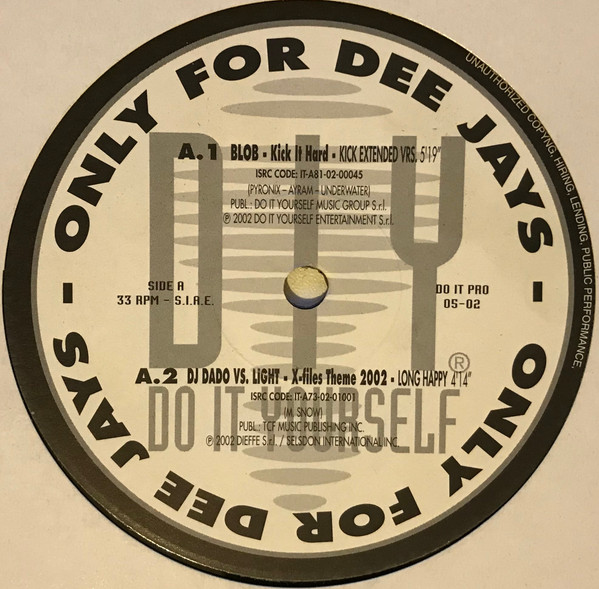 ONLY FOR DEE JAYS -
ONLY FOR DEE JAYS -
UNAUTHORIZED COPYNG, HIRING, LENDING, PUBLIC PERFORMANCE,
DIY
A.1 BLOB - Kick It Hard - KICK EXTENDED VRS. 5'19"
ISRC CODE: IT-A81-02-00045
(PYRONIX – AYRAM – UNDERWATER)
PUBL.: DO IT YOURSELF MUSIC GROUP S.r.l.
℗ 2002 DO IT YOURSELF ENTERTAINMENT S.r.l.
SIDE A
33 RPM - S.I.A.E.
DO IT PRO
05-02
®
A.2 DJ DADO VS. LIGHT - X-files Theme 2002 - LONG HAPPY 4'14"
ISRC CODE: IT-A73-02-01001
(M. SNOW)
DO IT YOURSELF
PUBL.: TCF MUSIC PUBLISHING INC.
℗ 2002 DIEFFE S.r.l. / SELSDON INTERNATIONAL INC.